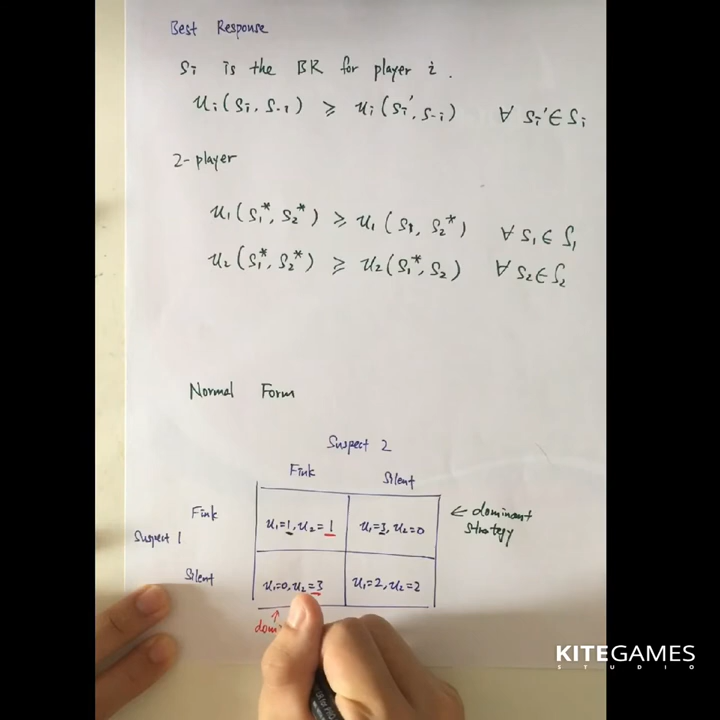 Best Response
Si is the BR for player i.
ui(si, s-i) ≥ ui(si', s-i) ∀ si' ∈ Si
2-player
u1(s1*, s2*) ≥ u1(s1, s2*) ∀ s1 ∈ S1
u2(s1*, s2*) ≥ u2(s1*, s2) ∀ s2 ∈ S2
Normal Form
Suspect 2
Fink Silent
Fink u1=1, u2=1 u1=3, u2=0 ← dominant
strategy
Suspect 1
Silent u1=0, u2=3 u1=2, u2=2
↑
KITEGAMES
STUDIO